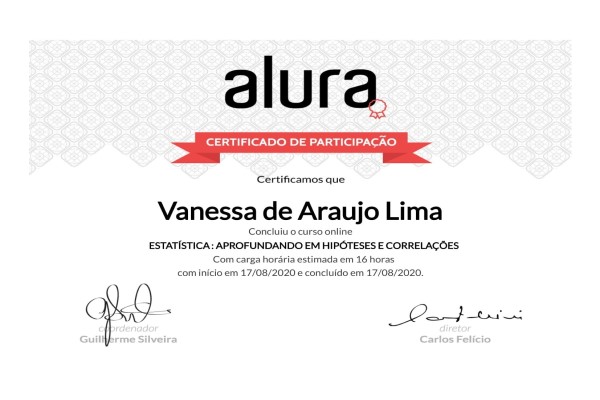 alura
CERTIFICADO DE PARTICIPAÇÃO
Certificamos que
Vanessa de Araujo Lima
Concluiu o curso online
ESTATÍSTICA : APROFUNDANDO EM HIPÓTESES E CORRELAÇÕES
Com carga horária estimada em 16 horas
com início em 17/08/2020 e concluído em 17/08/2020.
coordenador
Guilherme Silveira
diretor
Carlos Felício